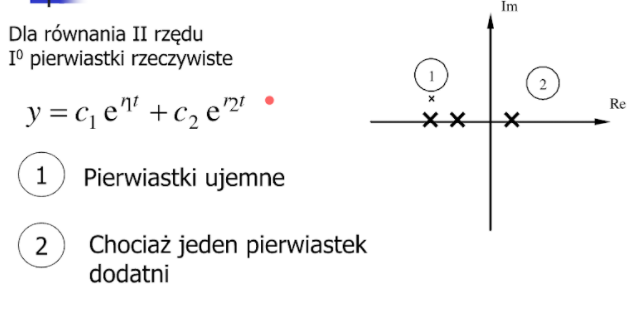 Dla równania II rzędu
I⁰ pierwiastki rzeczywiste
y = c₁ e^{r1t} + c₂ e^{r2t}
1 Pierwiastki ujemne
2 Chociaż jeden pierwiastek
dodatni
Im
1
2
Re